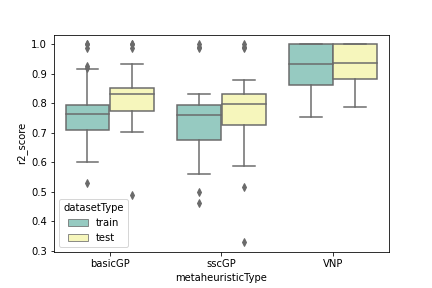 1.0
0.9
0.8
0.7
0.6
0.5
0.4
0.3
r2_score
datasetType
train
test
basicGP sscGP VNP
metaheuristicType